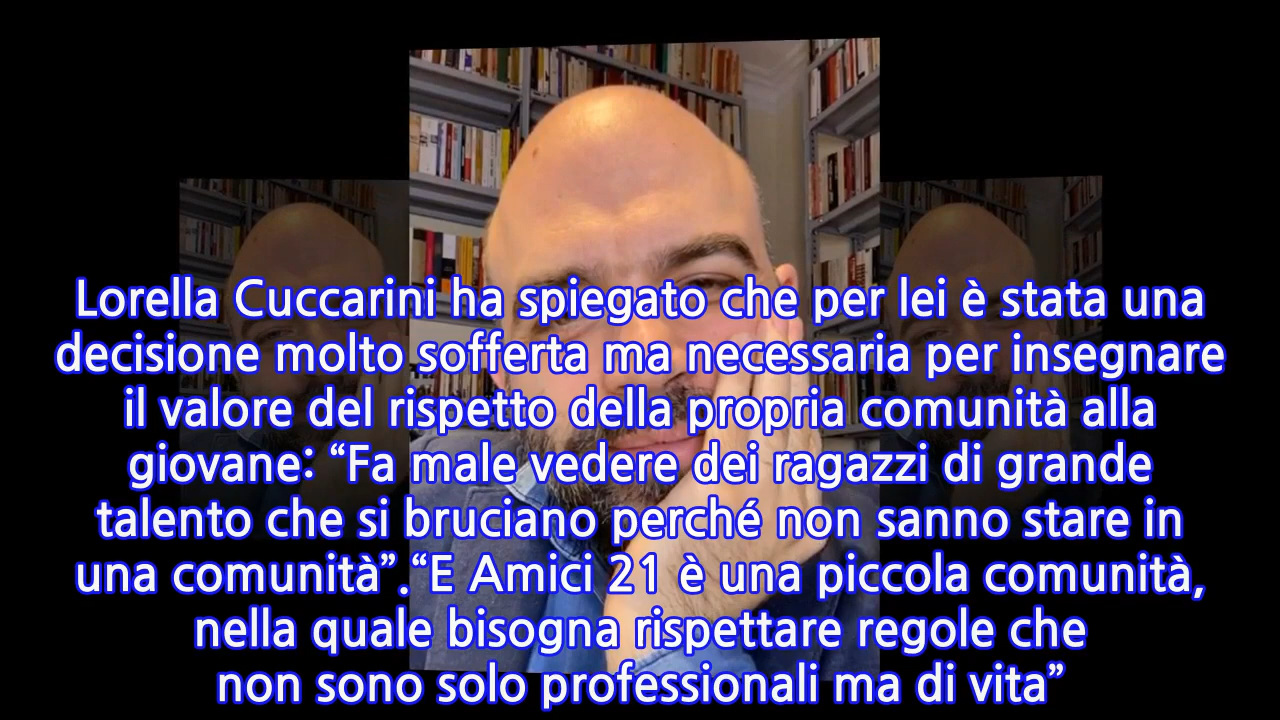 Lorella Cuccarini ha spiegato che per lei è stata una
decisione molto sofferta ma necessaria per insegnare
il valore del rispetto della propria comunità alla
giovane: “Fa male vedere dei ragazzi di grande
talento che si bruciano perché non sanno stare in
una comunità”.“E Amici 21 è una piccola comunità,
nella quale bisogna rispettare regole che
non sono solo professionali ma di vita”